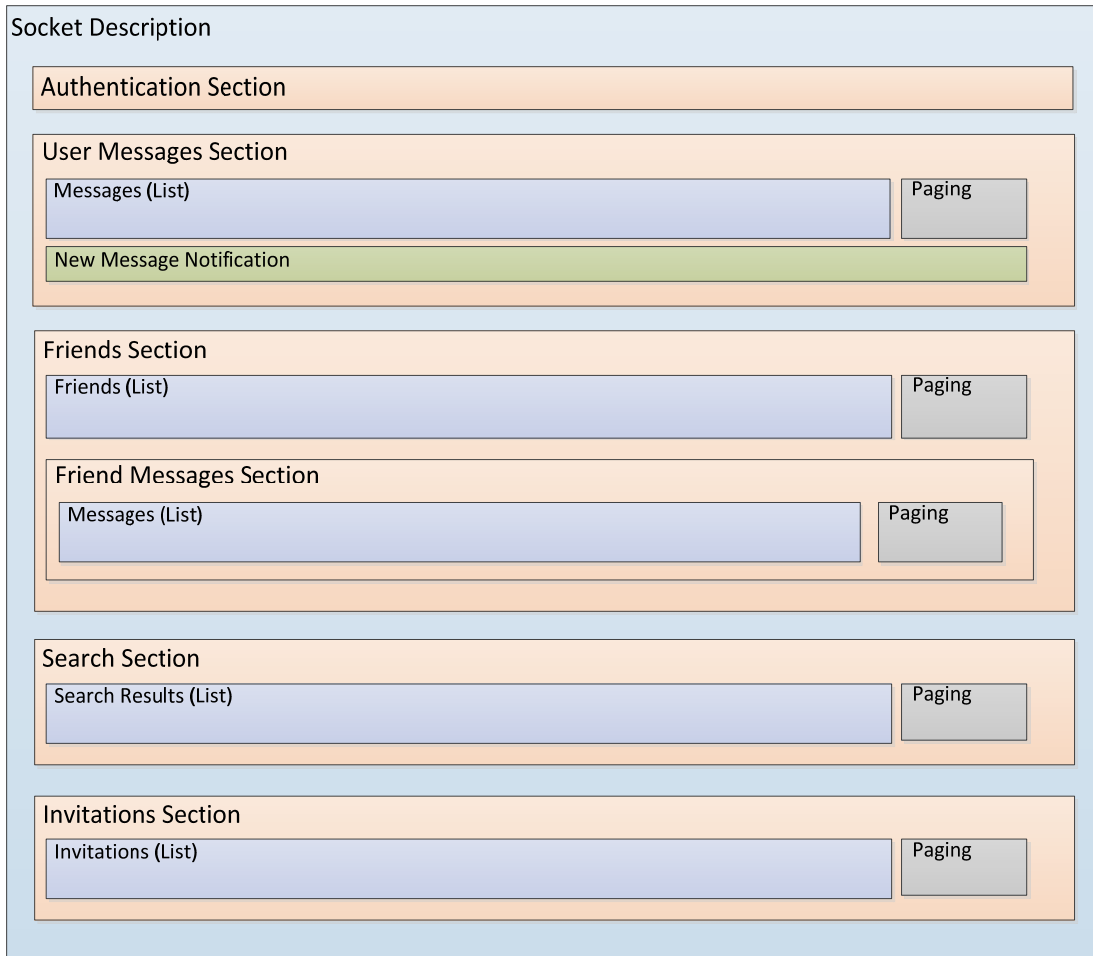 Socket Description
Authentication Section
User Messages Section
Messages (List)
Paging
New Message Notification
Friends Section
Friends (List)
Paging
Friend Messages Section
Messages (List)
Paging
Search Section
Search Results (List)
Paging
Invitations Section
Invitations (List)
Paging